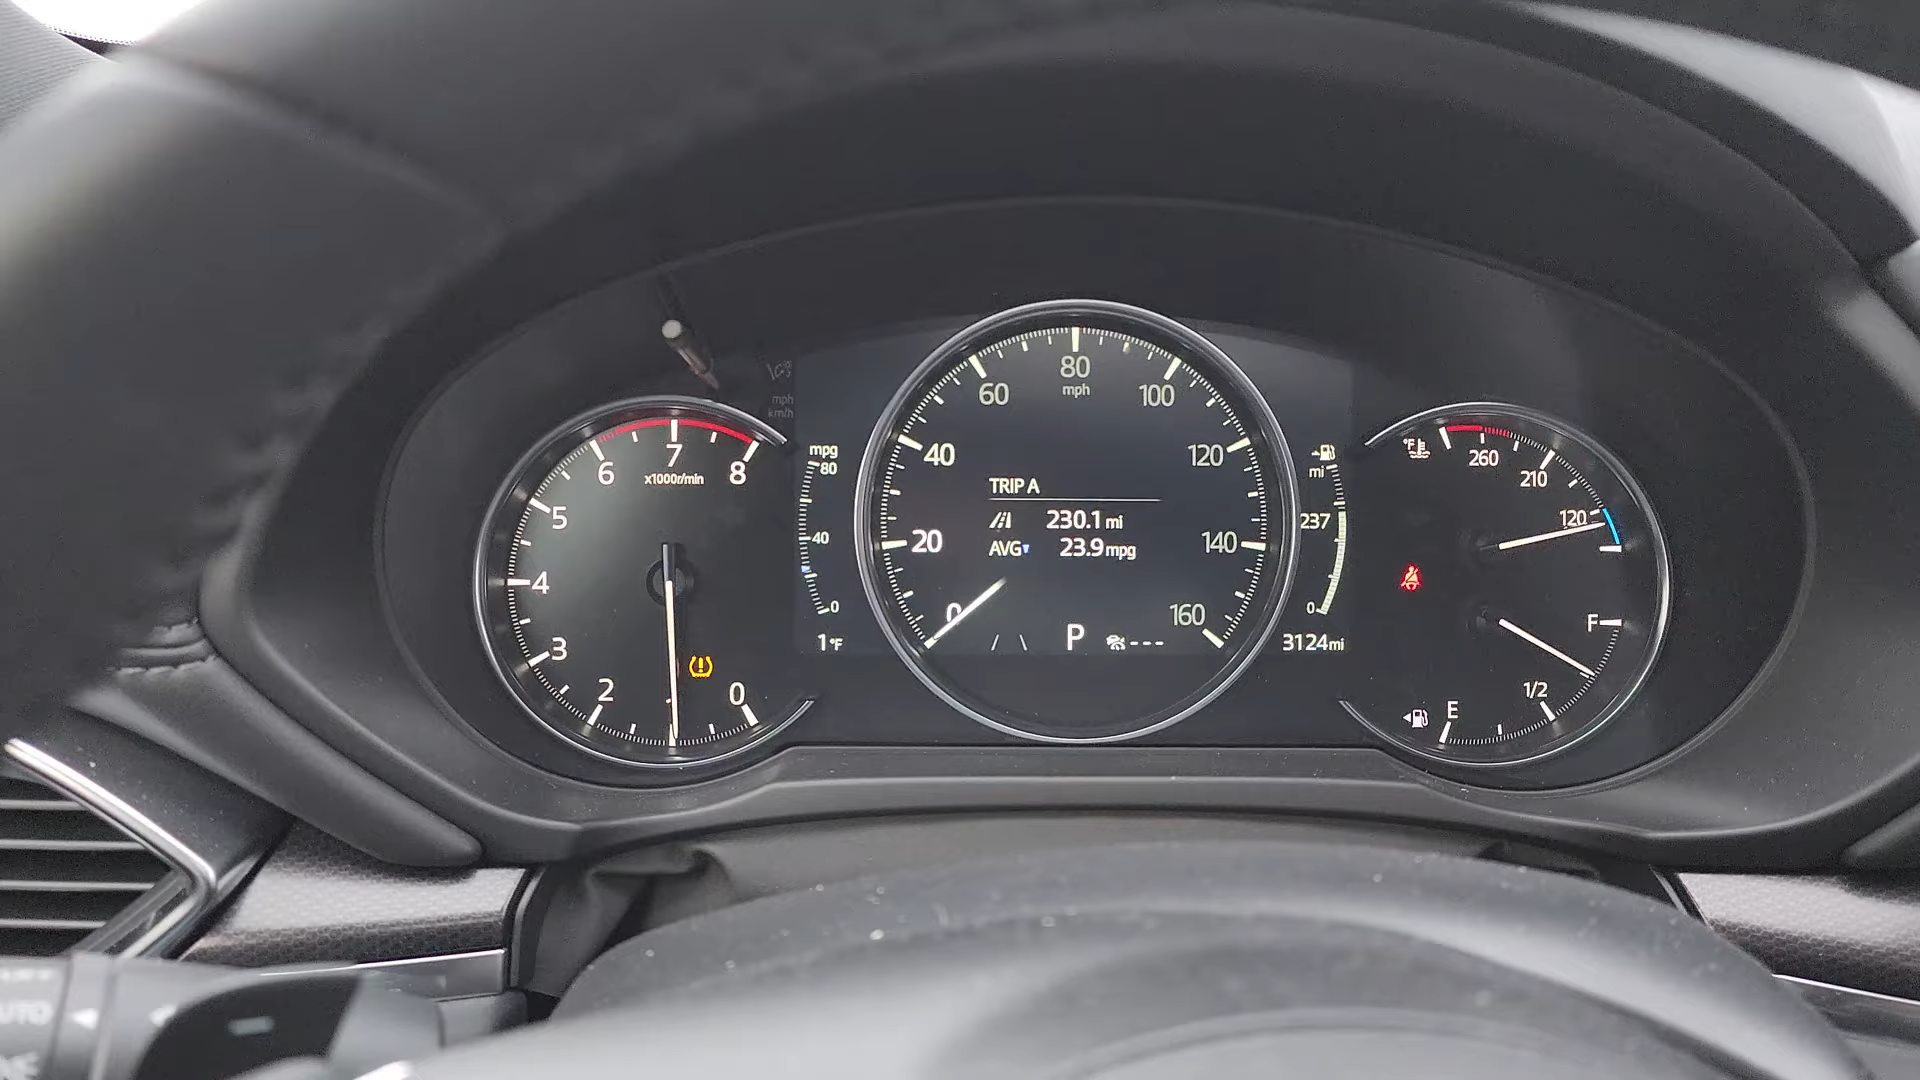 mph
km/h
6
7
8
x1000r/min
5
4
3
2
1
0
mpg
80
40
0
1°F
60
80
mph
100
40
120
20
140
0
160
TRIP A
230.1 mi
AVG 23.9 mpg
P
---
mi
237
0
3124mi
°F
260
210
120
F
1/2
E
AUTO